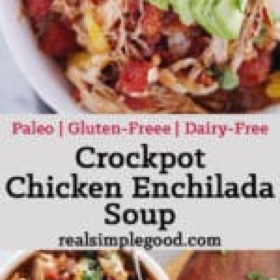 Paleo | Gluten-Freee | Dairy-Free
Crockpot
Chicken Enchilada
Soup
realsimplegood.com